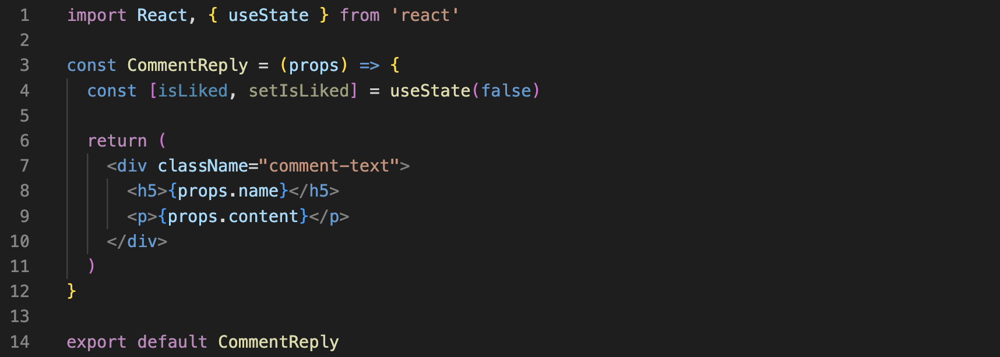 1 import React, { useState } from 'react'
2
3 const CommentReply = (props) => {
4 const [isLiked, setIsLiked] = useState(false)
5
6 return (
7 <div className="comment-text">
8 <h5>{props.name}</h5>
9 <p>{props.content}</p>
10 </div>
11 )
12 }
13
14 export default CommentReply